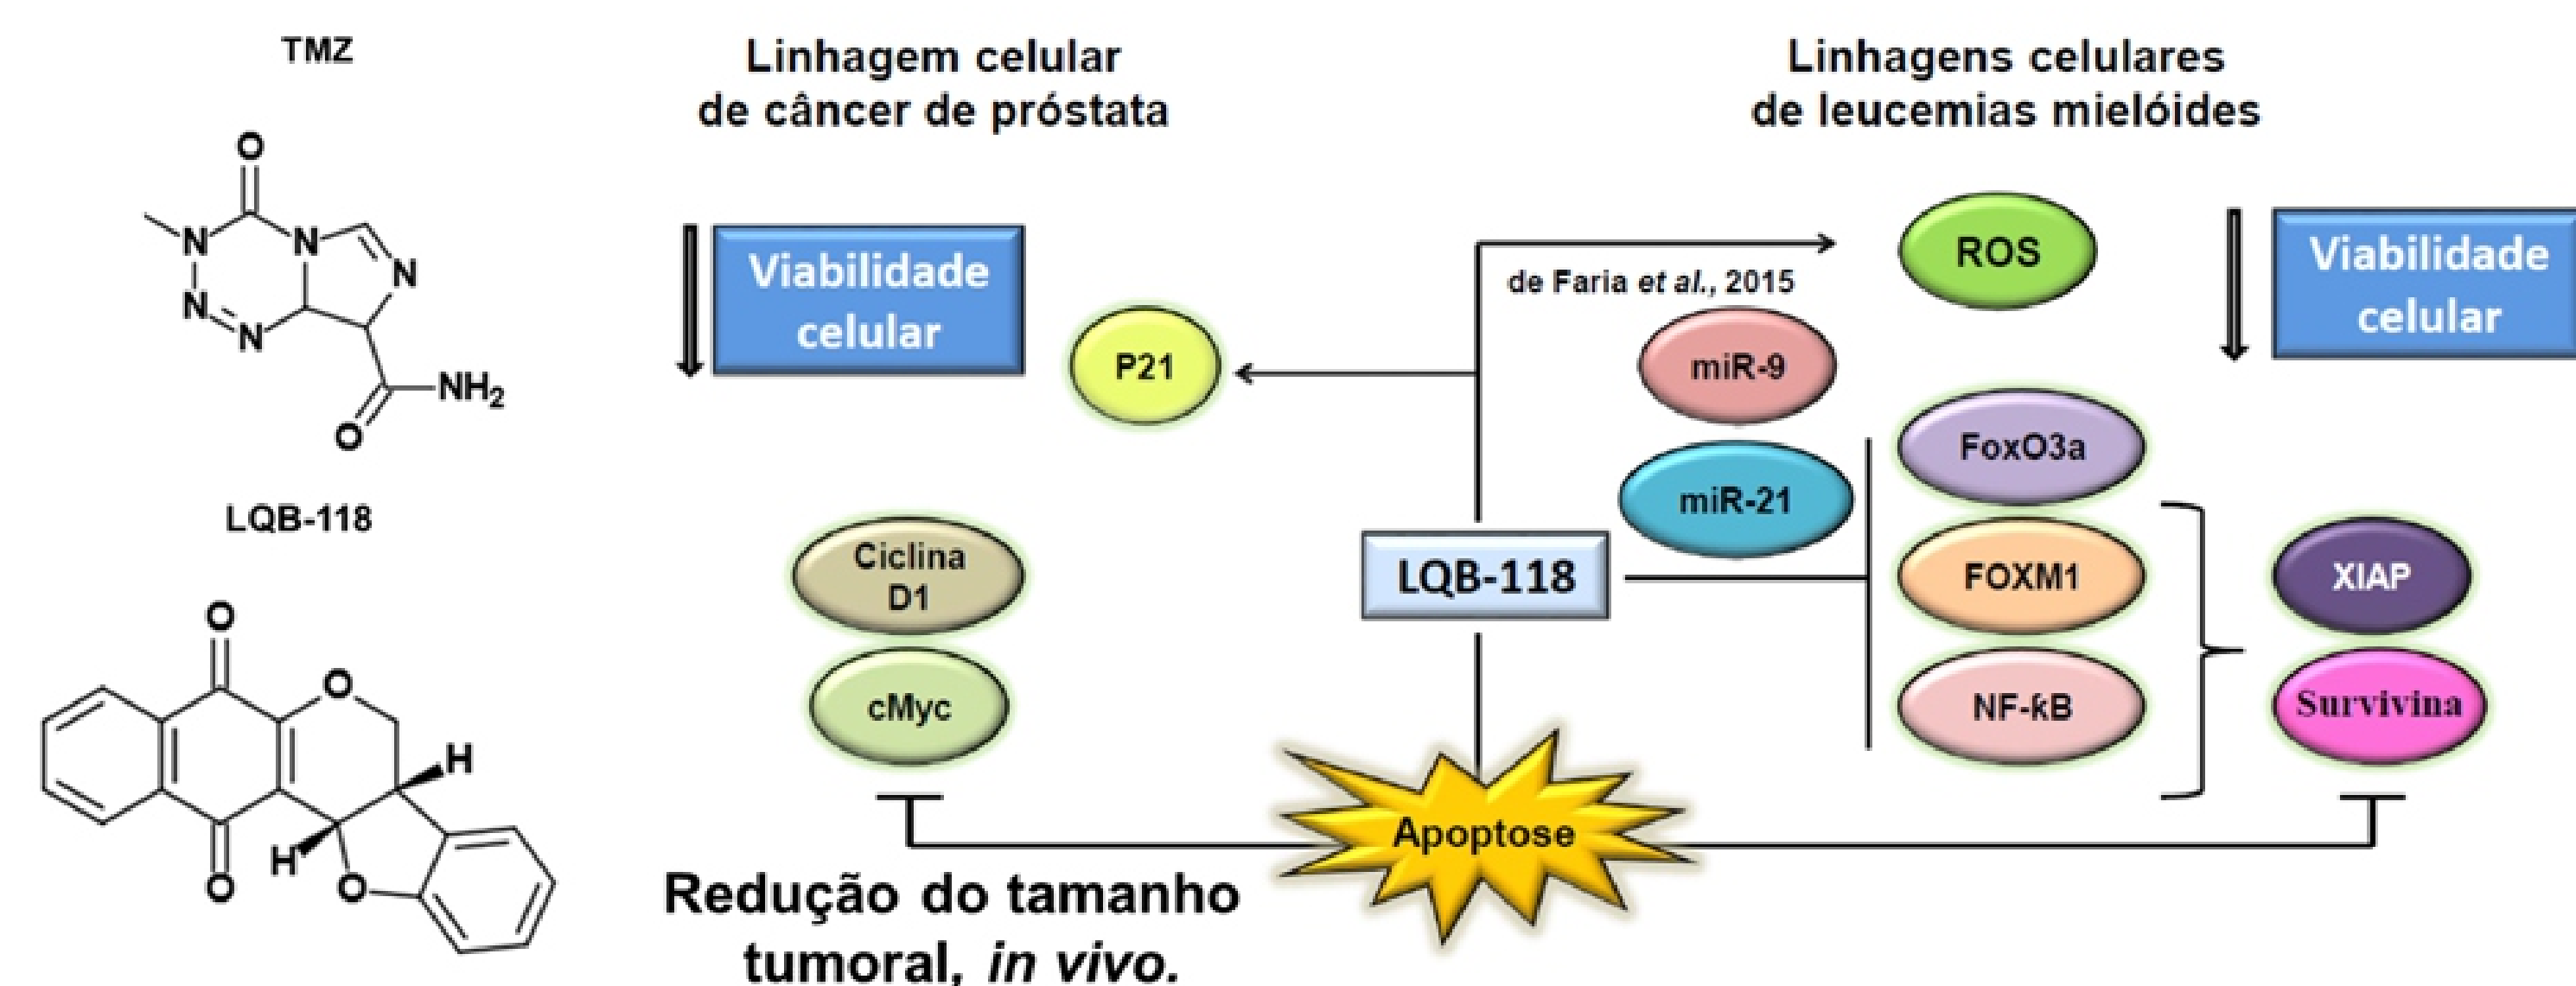 TMZ
O
N
N
N
N
N
NH2
O
LQB-118
O
O
H
H
O
O
Linhagem celular
de câncer de próstata
Viabilidade
celular
P21
Ciclina
D1
cMyc
Redução do tamanho
tumoral, in vivo.
Linhagens celulares
de leucemias mielóides
ROS
de Faria et al., 2015
Viabilidade
celular
miR-9
miR-21
LQB-118
FoxO3a
FOXM1
NF-kB
XIAP
Survivina
Apoptose